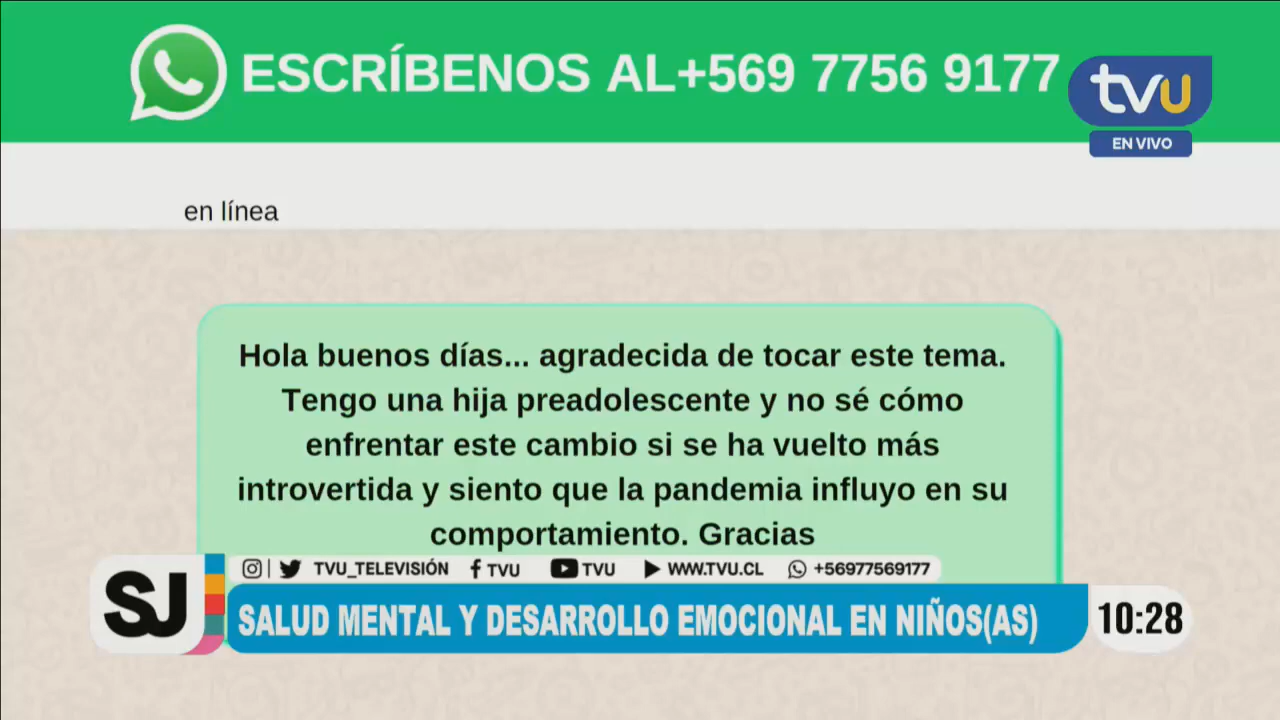 ESCRÍBENOS AL+569 7756 9177
tvu
EN VIVO
en línea
Hola buenos días... agradecida de tocar este tema.
Tengo una hija preadolescente y no sé cómo
enfrentar este cambio si se ha vuelto más
introvertida y siento que la pandemia influyo en su
comportamiento. Gracias
TVU_TELEVISIÓN TVU TVU WWW.TVU.CL +56977569177
SJ
SALUD MENTAL Y DESARROLLO EMOCIONAL EN NIÑOS(AS)
10:28